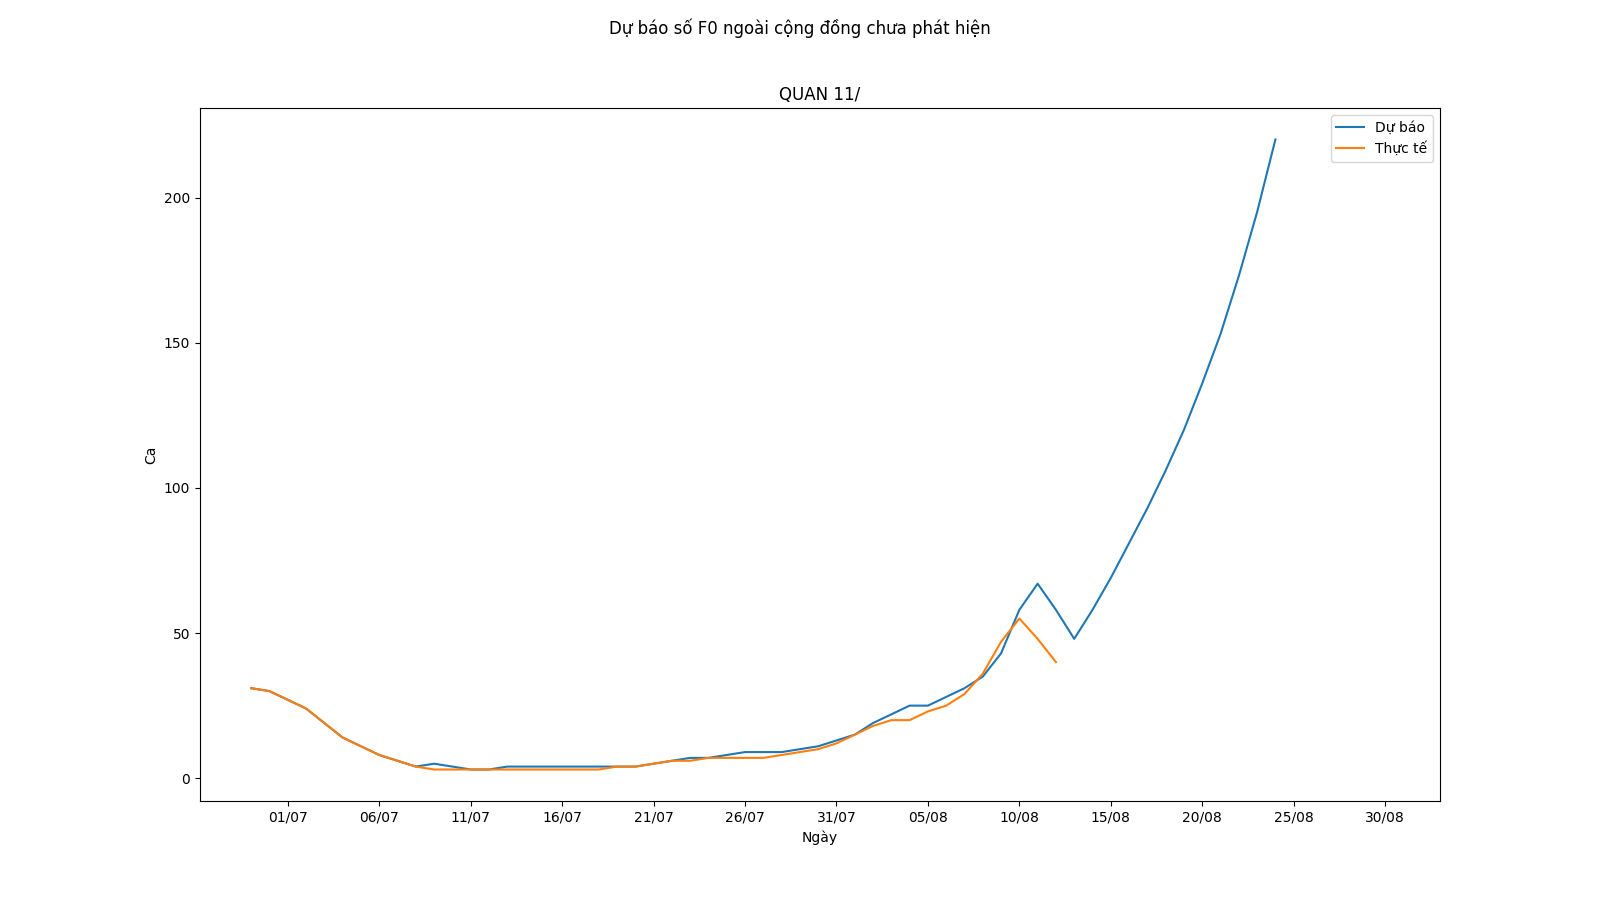 Dự báo số F0 ngoài cộng đồng chưa phát hiện
QUAN 11/
Dự báo
Thực tế
200
150
100
50
0
Ca
01/07 06/07 11/07 16/07 21/07 26/07 31/07 05/08 10/08 15/08 20/08 25/08 30/08
Ngày